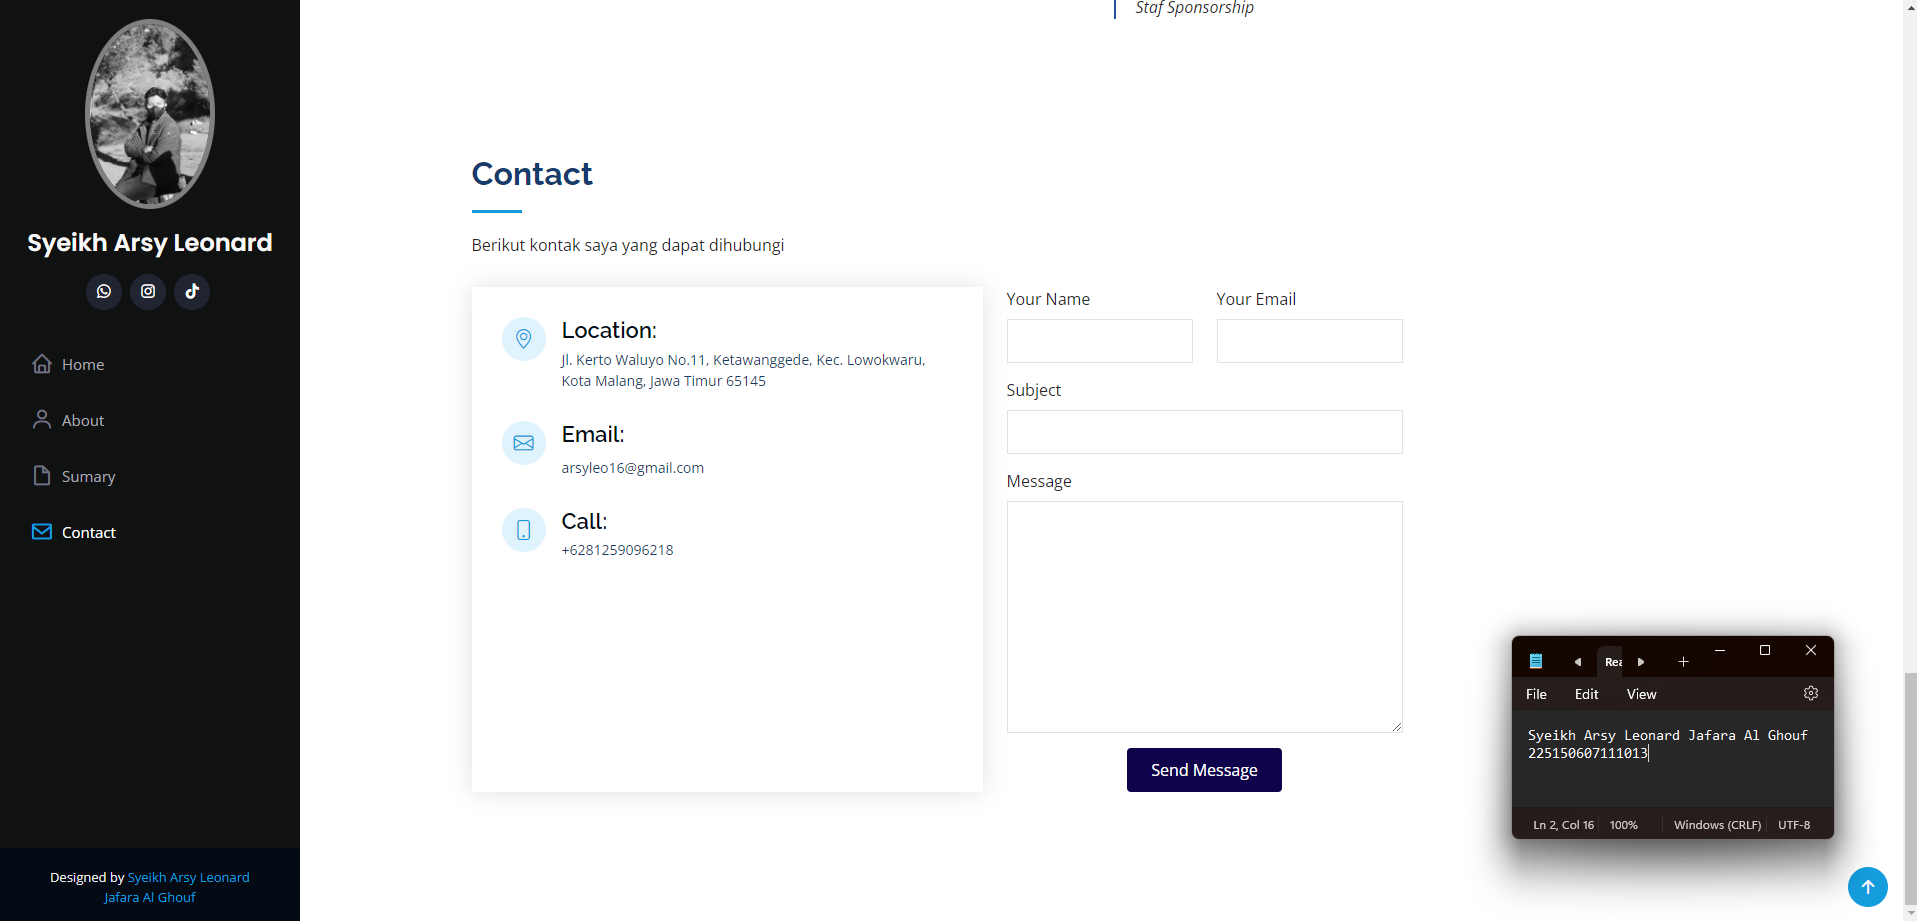 Syeikh Arsy Leonard
Home
About
Sumary
Contact
Designed by Syeikh Arsy Leonard
Jafara Al Ghouf
Staf Sponsorship
Contact
Berikut kontak saya yang dapat dihubungi
Location:
Jl. Kerto Waluyo No.11, Ketawanggede, Kec. Lowokwaru,
Kota Malang, Jawa Timur 65145
Email:
arsyleo16@gmail.com
Call:
+6281259096218
Your Name
Your Email
Subject
Message
Send Message
Rea
File Edit View
Syeikh Arsy Leonard Jafara Al Ghouf
225150607111013
Ln 2, Col 16 100% Windows (CRLF) UTF-8